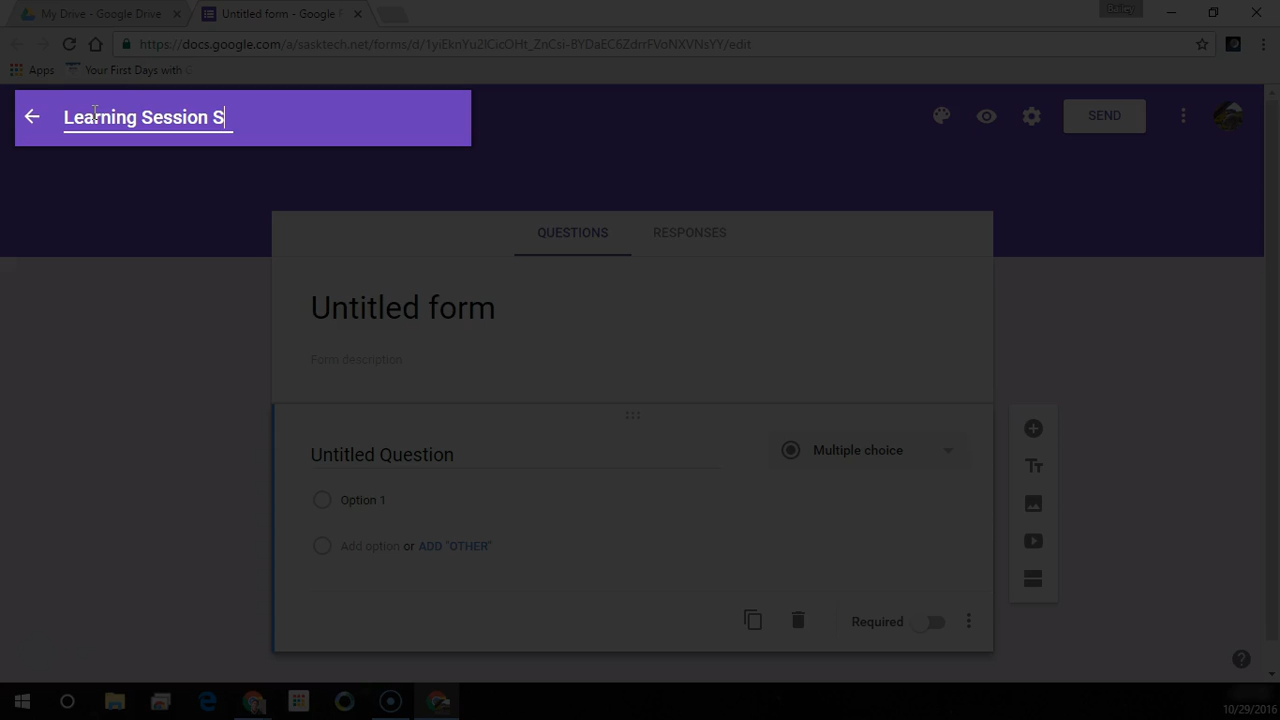 My Drive - Google Drive
Untitled form - Google F
Bailey
https://docs.google.com/a/sasktech.net/forms/d/1yiEknYu2lCicOHt_ZnCsi-BYDaEC6ZdrrFVoNXVNsYY/edit
Apps
Your First Days with G
Learning Session S
SEND
QUESTIONS
RESPONSES
Untitled form
Form description
Untitled Question
Multiple choice
Option 1
Add option or ADD "OTHER"
Required
10/29/2016